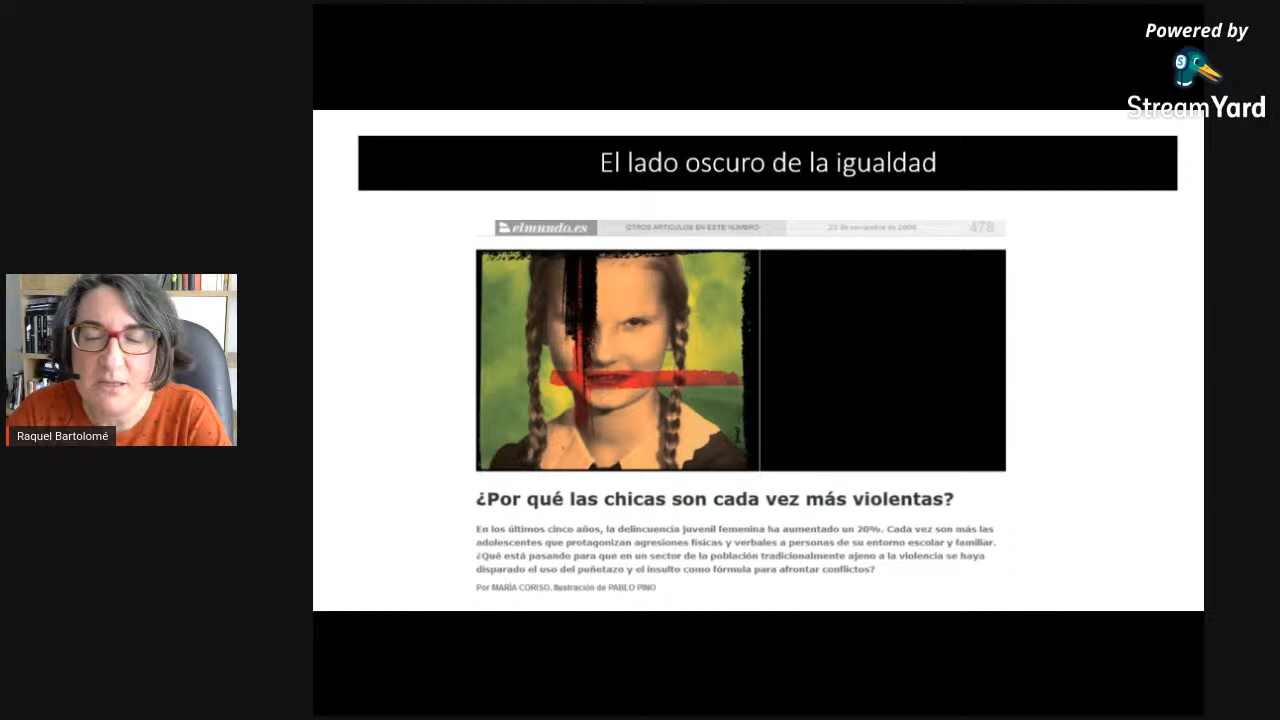 Powered by
StreamYard
El lado oscuro de la igualdad
elmundo.es OTROS ARTICULOS EN ESTE NUMERO 478
¿Por qué las chicas son cada vez más violentas?
En los últimos cinco años, la delincuencia juvenil femenina ha aumentado un 20%. Cada vez son más las
adolescentes que protagonizan agresiones físicas y verbales a personas de su entorno escolar y familiar.
¿Qué está pasando para que en un sector de la población tradicionalmente ajeno a la violencia se haya
disparado el uso del puñetazo y el insulto como fórmula para afrontar conflictos?
Por MARÍA CORISO. Ilustración de PABLO PINO
Raquel Bartolomé